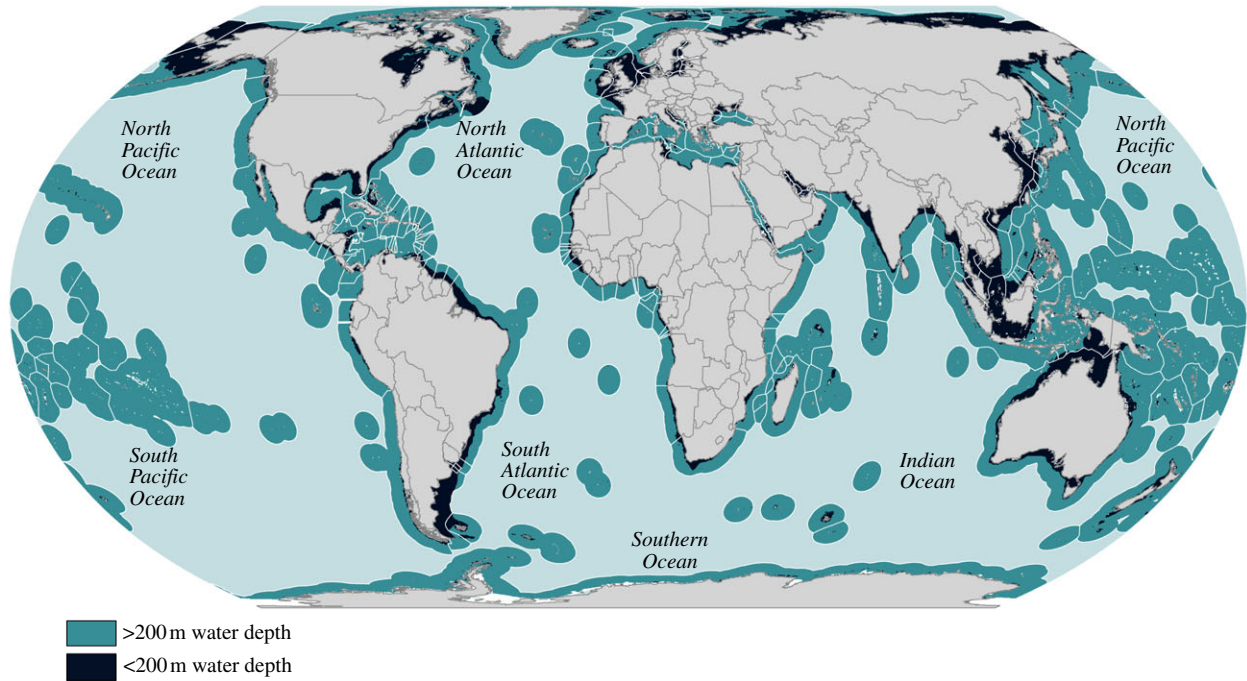 North
Pacific
Ocean
North
Atlantic
Ocean
North
Pacific
Ocean
South
Pacific
Ocean
South
Atlantic
Ocean
Indian
Ocean
Southern
Ocean
>200 m water depth
<200 m water depth